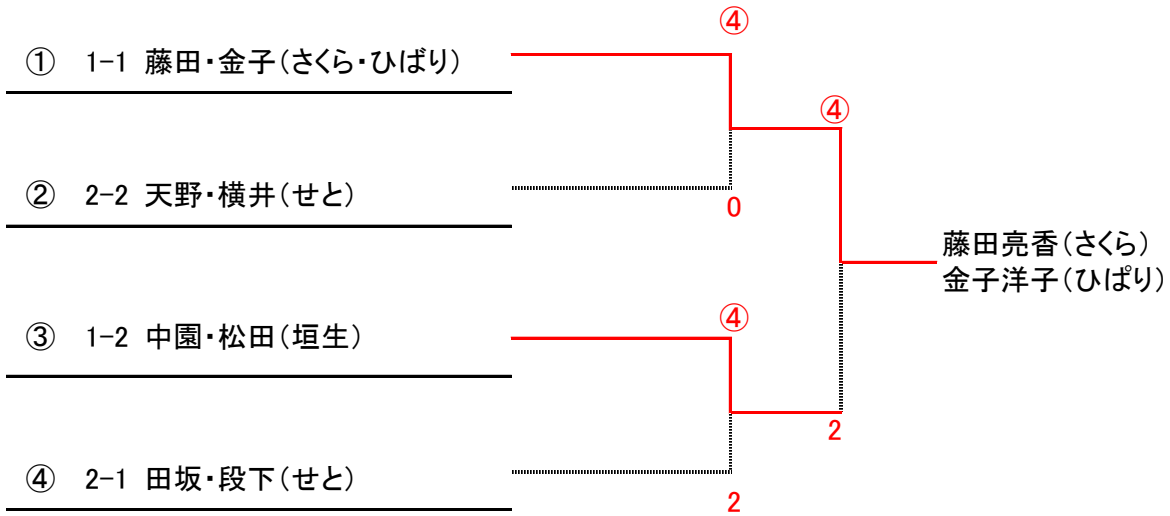 ④
① 1-1 藤田・金子(さくら・ひばり)
④
② 2-2 天野・横井(せと)
0
藤田亮香(さくら)
金子洋子(ひぱり)
④
③ 1-2 中園・松田(垣生)
2
④ 2-1 田坂・段下(せと)
2